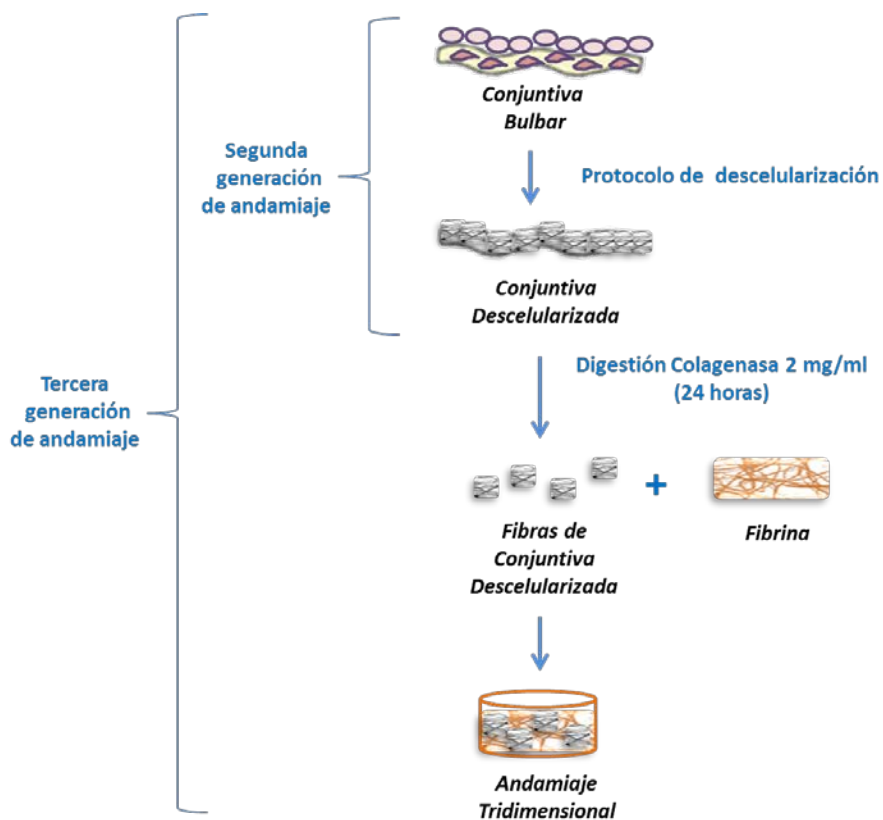 Conjuntiva
Bulbar
Segunda
generación
de andamiaje
Protocolo de descelularización
Conjuntiva
Descelularizada
Digestión Colagenasa 2 mg/ml
(24 horas)
Tercera
generación
de andamiaje
+
Fibras de
Conjuntiva
Descelularizada
Fibrina
Andamiaje
Tridimensional